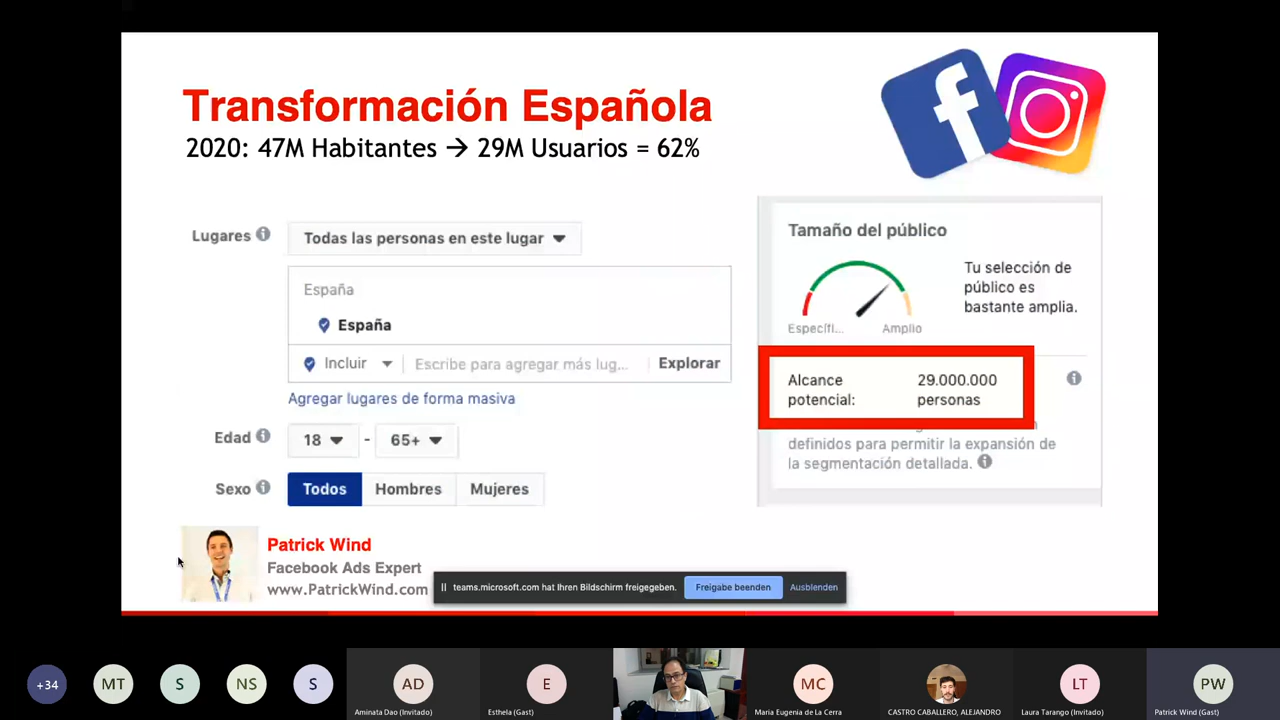 Transformación Española
2020: 47M Habitantes → 29M Usuarios = 62%
Lugares
Todas las personas en este lugar
España
España
Incluir
Escribe para agregar más lug...
Explorar
Agregar lugares de forma masiva
Edad
18 - 65+
Sexo
Todos Hombres Mujeres
Tamaño del público
Tu selección de
público es
bastante amplia.
Específi... Amplio
Alcance
potencial:
29.000.000
personas
definidos para permitir la expansión de
la segmentación detallada.
Patrick Wind
Facebook Ads Expert
www.PatrickWind.com
teams.microsoft.com hat Ihren Bildschirm freigegeben. Freigabe beenden Ausblenden
+34 MT S NS S AD E MC LT PW
Aminata Dao (Invitado) Esthela (Gast) Maria Eugenia de La Cerra CASTRO CABALLERO, ALEJANDRO Laura Tarango (Invitado) Patrick Wind (Gast)